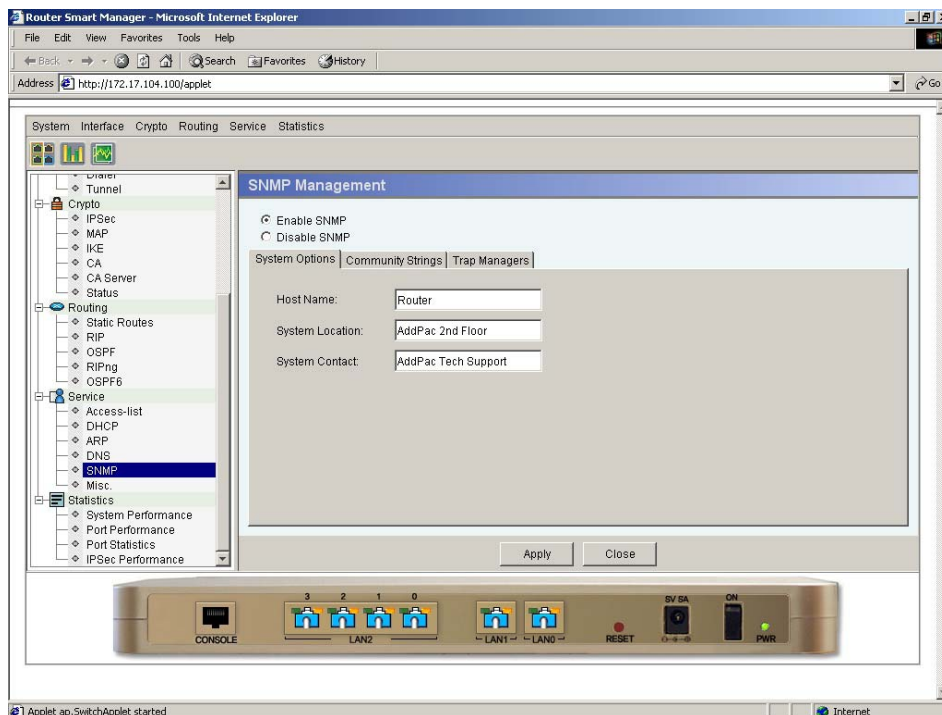 Router Smart Manager - Microsoft Internet Explorer
File Edit View Favorites Tools Help
Back Search Favorites History
Address http://172.17.104.100/applet Go
System Interface Crypto Routing Service Statistics
Dialer
Tunnel
Crypto
IPSec
MAP
IKE
CA
CA Server
Status
Routing
Static Routes
RIP
OSPF
RIPng
OSPF6
Service
Access-list
DHCP
ARP
DNS
SNMP
Misc.
Statistics
System Performance
Port Performance
Port Statistics
IPSec Performance
SNMP Management
Enable SNMP
Disable SNMP
System Options Community Strings Trap Managers
Host Name: Router
System Location: AddPac 2nd Floor
System Contact: AddPac Tech Support
Apply Close
3 2 1 0 5V 5A ON
CONSOLE LAN2 LAN1 LAN0 RESET PWR
Applet ap.SwitchApplet started Internet